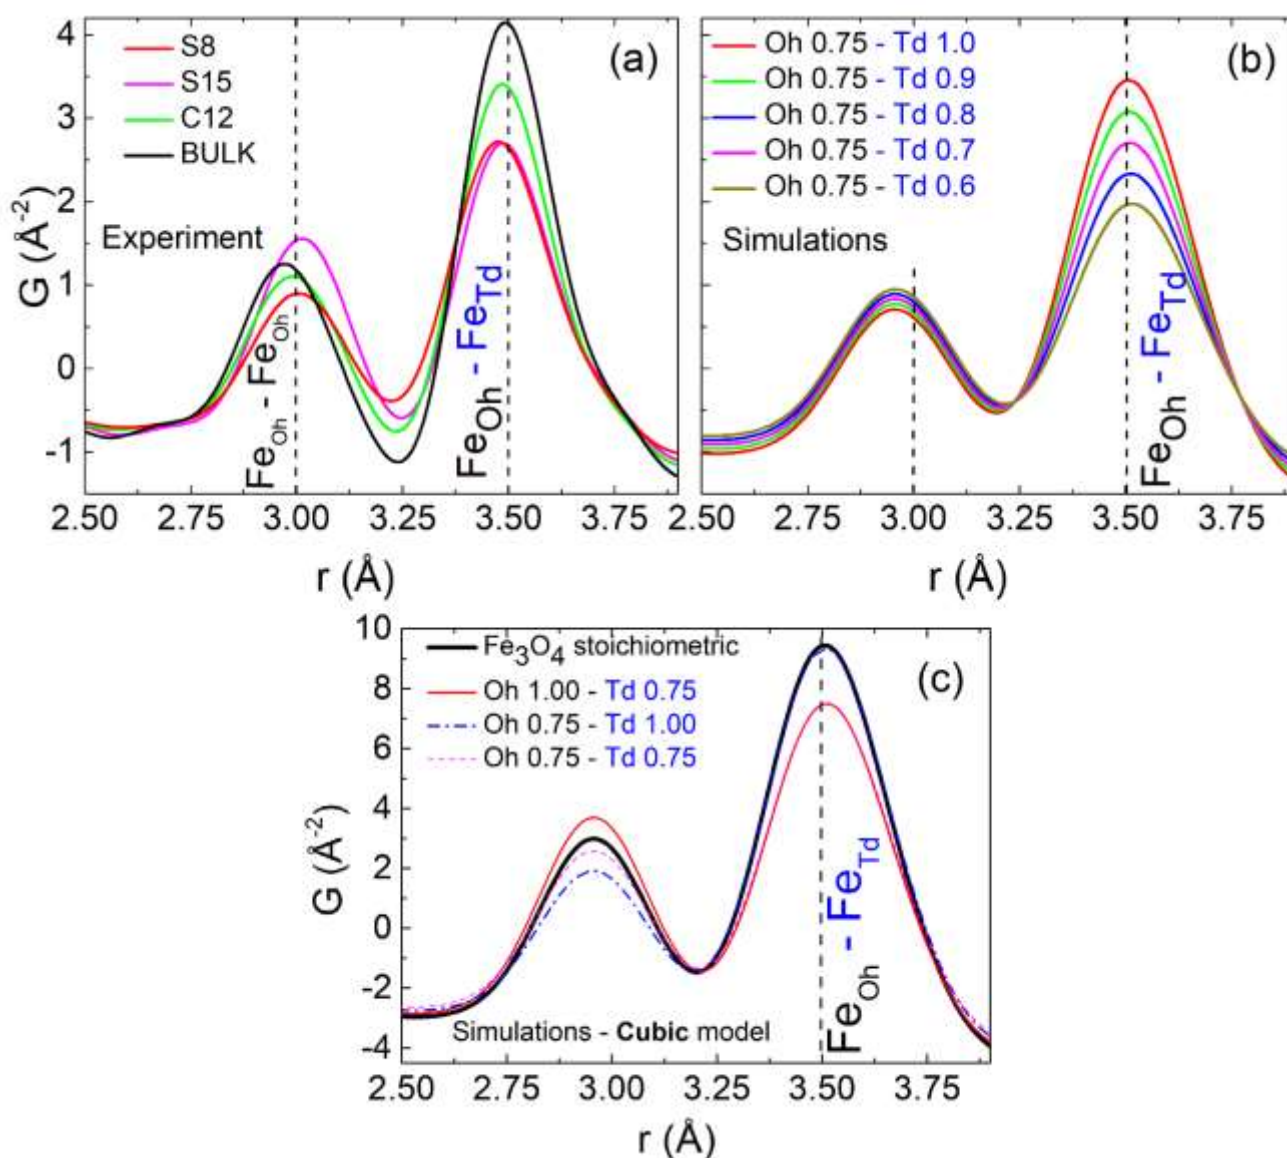 4
3
2
1
0
-1
G (Å⁻²)
S8
S15
C12
BULK
Experiment
(a)
Fe_Oh - Fe_Oh
Fe_Oh - Fe_Td
2.50 2.75 3.00 3.25 3.50 3.75
r (Å)
Oh 0.75 - Td 1.0
Oh 0.75 - Td 0.9
Oh 0.75 - Td 0.8
Oh 0.75 - Td 0.7
Oh 0.75 - Td 0.6
(b)
Simulations
Fe_Oh - Fe_Td
2.50 2.75 3.00 3.25 3.50 3.75
r (Å)
10
8
6
4
2
0
-2
-4
G (Å⁻²)
Fe₃O₄ stoichiometric
Oh 1.00 - Td 0.75
Oh 0.75 - Td 1.00
Oh 0.75 - Td 0.75
(c)
Fe_Oh - Fe_Td
Simulations - Cubic model
2.50 2.75 3.00 3.25 3.50 3.75
r (Å)